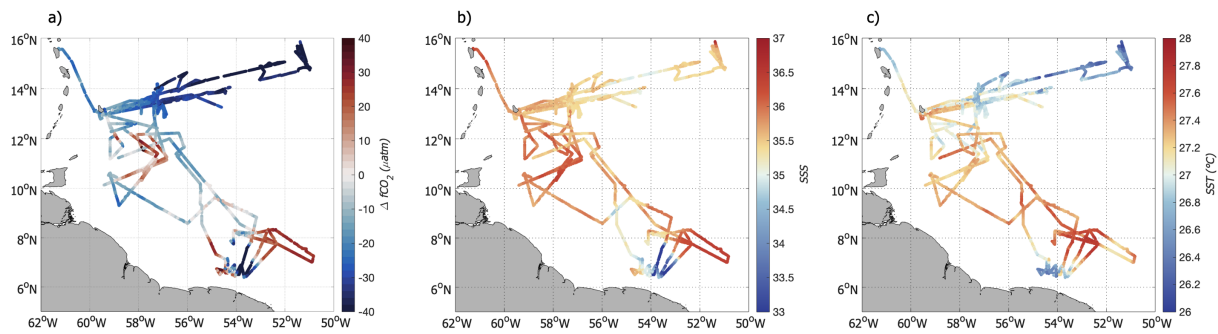 a)
16°N
14°N
12°N
10°N
8°N
6°N
62°W 60°W 58°W 56°W 54°W 52°W 50°W
40
30
20
10
0
-10
-20
-30
-40
Δ fCO₂ (μatm)
b)
16°N
14°N
12°N
10°N
8°N
6°N
62°W 60°W 58°W 56°W 54°W 52°W 50°W
37
36.5
36
35.5
35
34.5
34
33.5
33
SSS
c)
16°N
14°N
12°N
10°N
8°N
6°N
62°W 60°W 58°W 56°W 54°W 52°W 50°W
28
27.8
27.6
27.4
27.2
27
26.8
26.6
26.4
26.2
26
SST (°C)